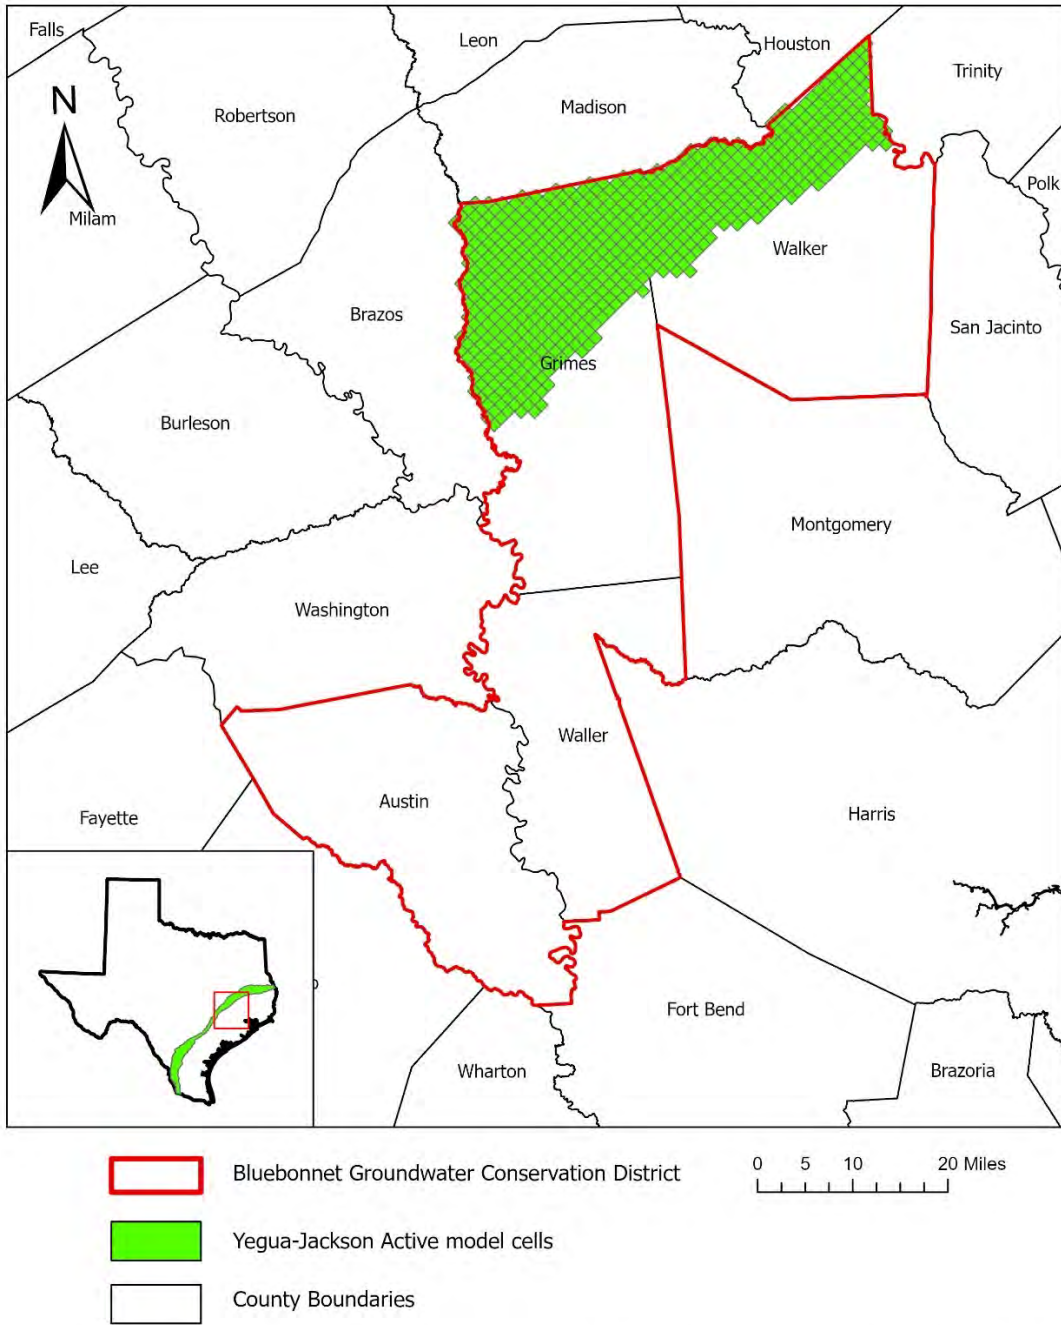 Falls
Leon
Houston
Trinity
N
Robertson
Madison
Milam
Polk
Walker
Brazos
San Jacinto
Grimes
Burleson
Montgomery
Lee
Washington
Waller
Austin
Fayette
Harris
Fort Bend
Wharton
Brazoria
Bluebonnet Groundwater Conservation District
0 5 10 20 Miles
Yegua-Jackson Active model cells
County Boundaries